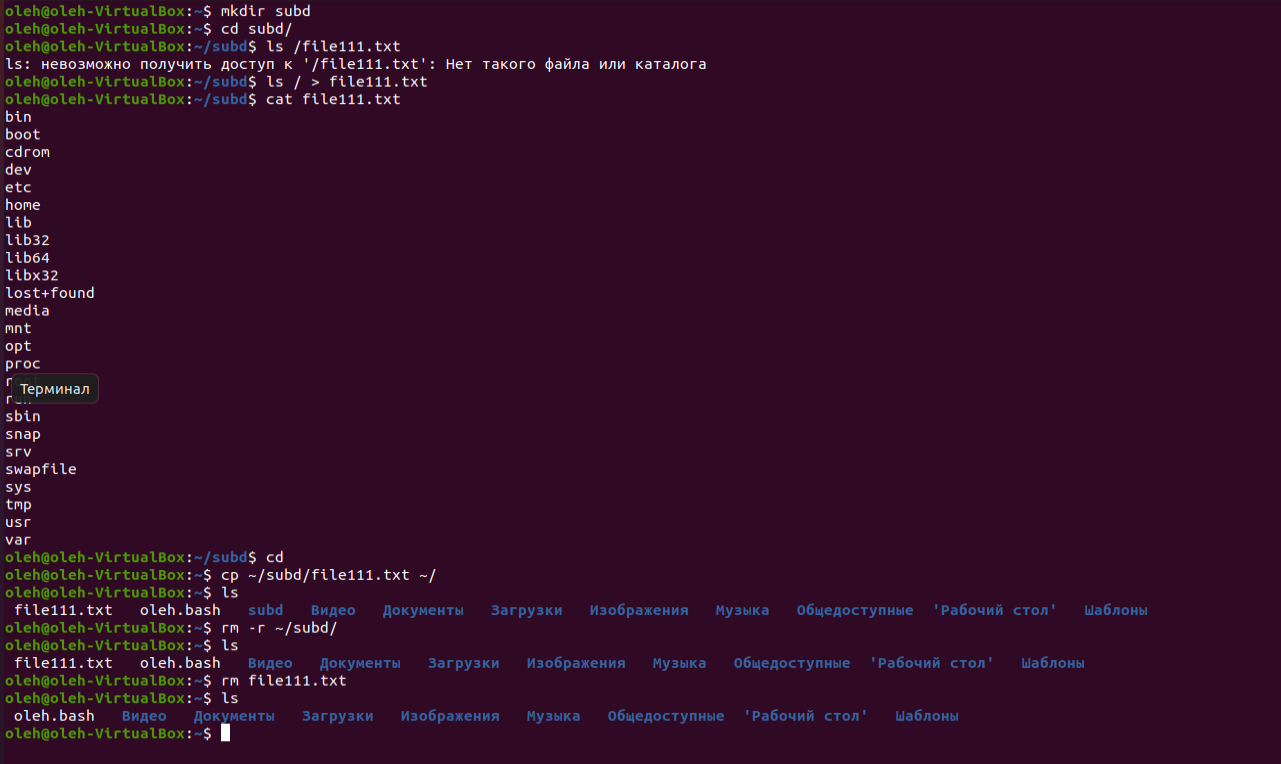 oleh@oleh-VirtualBox:~$ mkdir subd
oleh@oleh-VirtualBox:~$ cd subd/
oleh@oleh-VirtualBox:~/subd$ ls /file111.txt
ls: невозможно получить доступ к '/file111.txt': Нет такого файла или каталога
oleh@oleh-VirtualBox:~/subd$ ls / > file111.txt
oleh@oleh-VirtualBox:~/subd$ cat file111.txt
bin
boot
cdrom
dev
etc
home
lib
lib32
lib64
libx32
lost+found
media
mnt
opt
proc
Терминал
sbin
snap
srv
swapfile
sys
tmp
usr
var
oleh@oleh-VirtualBox:~/subd$ cd
oleh@oleh-VirtualBox:~$ cp ~/subd/file111.txt ~/
oleh@oleh-VirtualBox:~$ ls
file111.txt oleh.bash subd Видео Документы Загрузки Изображения Музыка Общедоступные 'Рабочий стол' Шаблоны
oleh@oleh-VirtualBox:~$ rm -r ~/subd/
oleh@oleh-VirtualBox:~$ ls
file111.txt oleh.bash Видео Документы Загрузки Изображения Музыка Общедоступные 'Рабочий стол' Шаблоны
oleh@oleh-VirtualBox:~$ rm file111.txt
oleh@oleh-VirtualBox:~$ ls
oleh.bash Видео Документы Загрузки Изображения Музыка Общедоступные 'Рабочий стол' Шаблоны
oleh@oleh-VirtualBox:~$